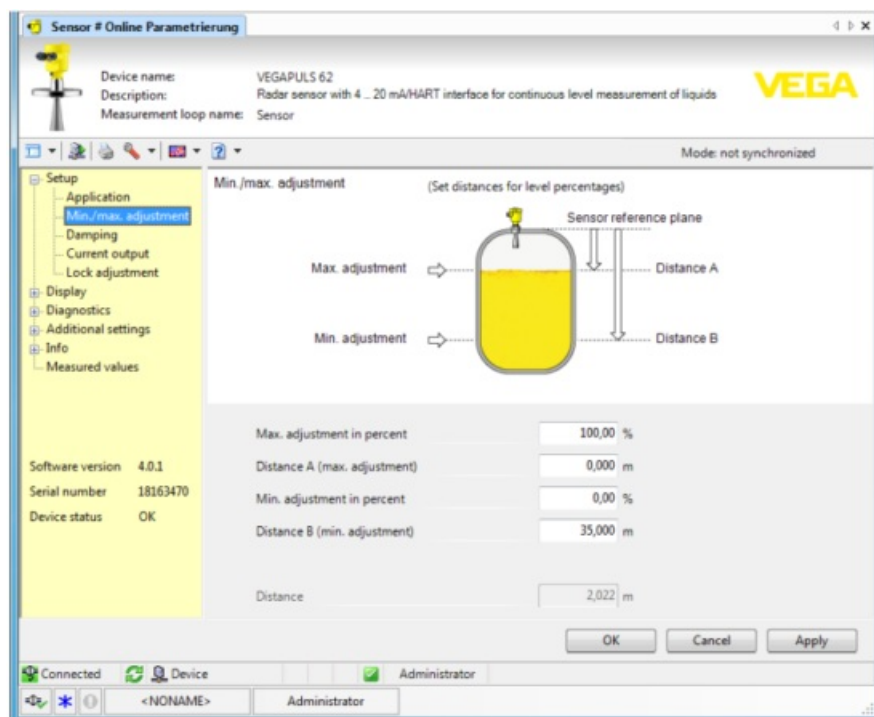 Sensor # Online Parametrierung
Device name: VEGAPULS 62
Description: Radar sensor with 4 .. 20 mA/HART interface for continuous level measurement of liquids
Measurement loop name: Sensor
VEGA
Mode: not synchronized
Setup
Application
Min./max. adjustment
Damping
Current output
Lock adjustment
Display
Diagnostics
Additional settings
Info
Measured values
Software version 4.0.1
Serial number 18163470
Device status OK
Min./max. adjustment (Set distances for level percentages)
Sensor reference plane
Max. adjustment Distance A
Min. adjustment Distance B
Max. adjustment in percent 100,00 %
Distance A (max. adjustment) 0,000 m
Min. adjustment in percent 0,00 %
Distance B (min. adjustment) 35,000 m
Distance 2,022 m
OK Cancel Apply
Connected Device Administrator
<NONAME> Administrator